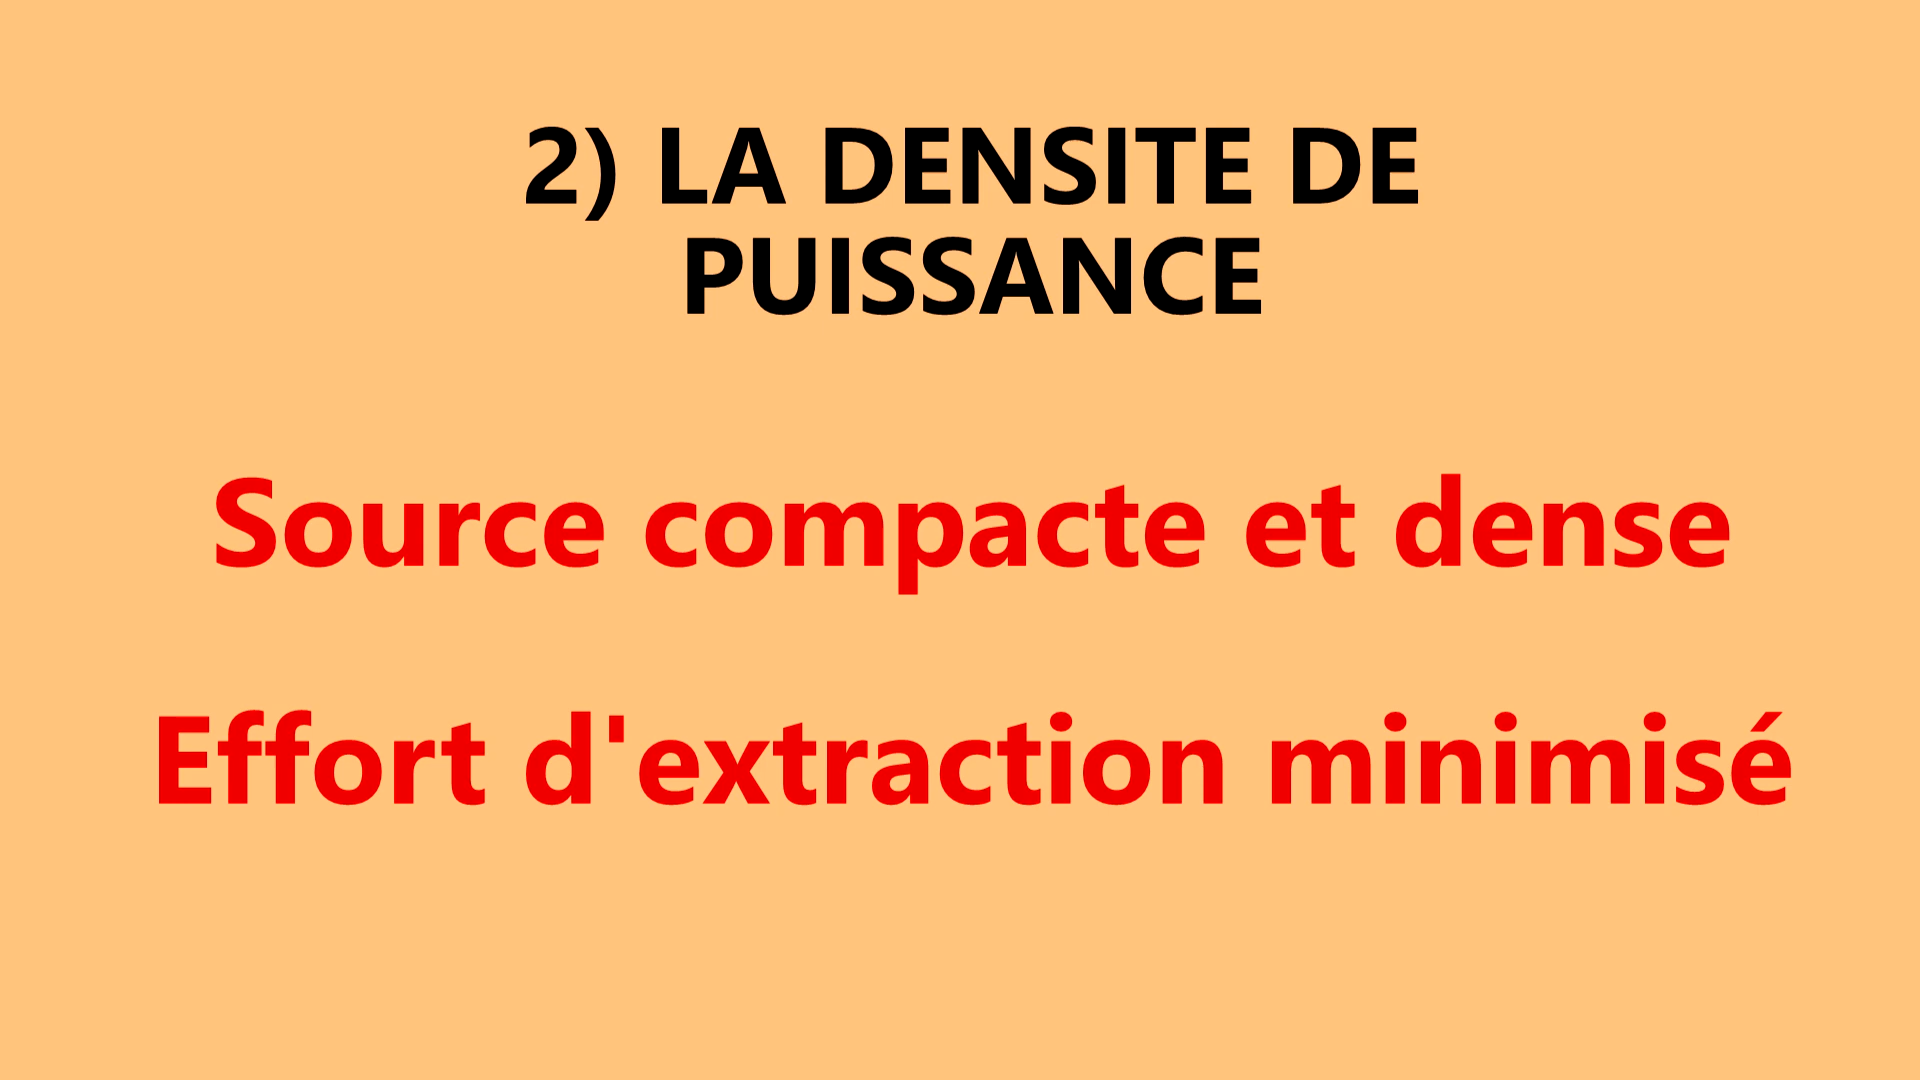 2) LA DENSITE DE
PUISSANCE
Source compacte et dense
Effort d'extraction minimisé